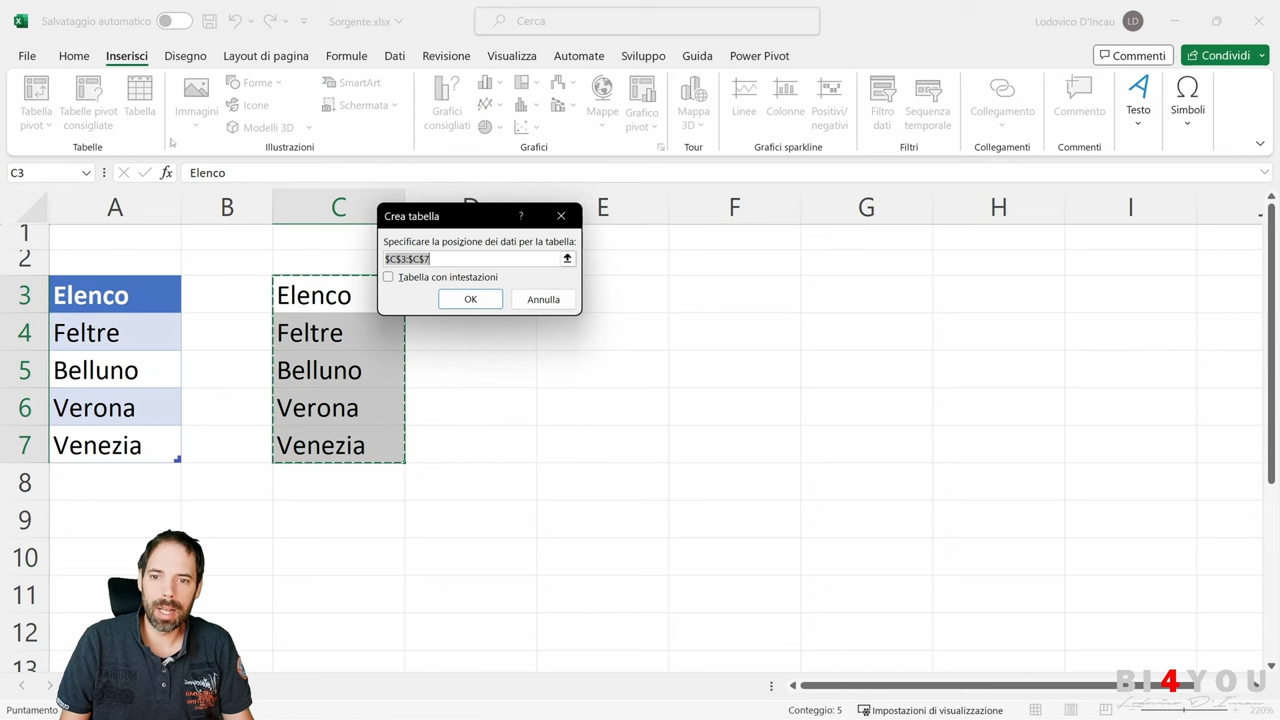 Salvataggio automatico
Sorgente.xlsx
Cerca
Lodovico D'Incau
LD
File Home Inserisci Disegno Layout di pagina Formule Dati Revisione Visualizza Automate Sviluppo Guida Power Pivot
Commenti
Condividi
Tabella pivot
Tabelle pivot consigliate
Tabella
Tabelle
Immagini
Forme
Icone
Modelli 3D
SmartArt
Schermata
Illustrazioni
Grafici consigliati
Mappe
Grafico pivot
Grafici
Mappa 3D
Tour
Linee
Colonne
Positivi/negativi
Grafici sparkline
Filtro dati
Sequenza temporale
Filtri
Collegamento
Collegamenti
Commento
Commenti
Testo
Simboli
C3
fx
Elenco
A B C D E F G H I
1
2
3 Elenco Elenco
4 Feltre Feltre
5 Belluno Belluno
6 Verona Verona
7 Venezia Venezia
8
9
10
11
12
13
Crea tabella
?
Specificare la posizione dei dati per la tabella:
$C$3:$C$7
Tabella con intestazioni
OK
Annulla
BI4YOU
Lodovico D'Incau
Puntamento
Conteggio: 5
Impostazioni di visualizzazione
220%